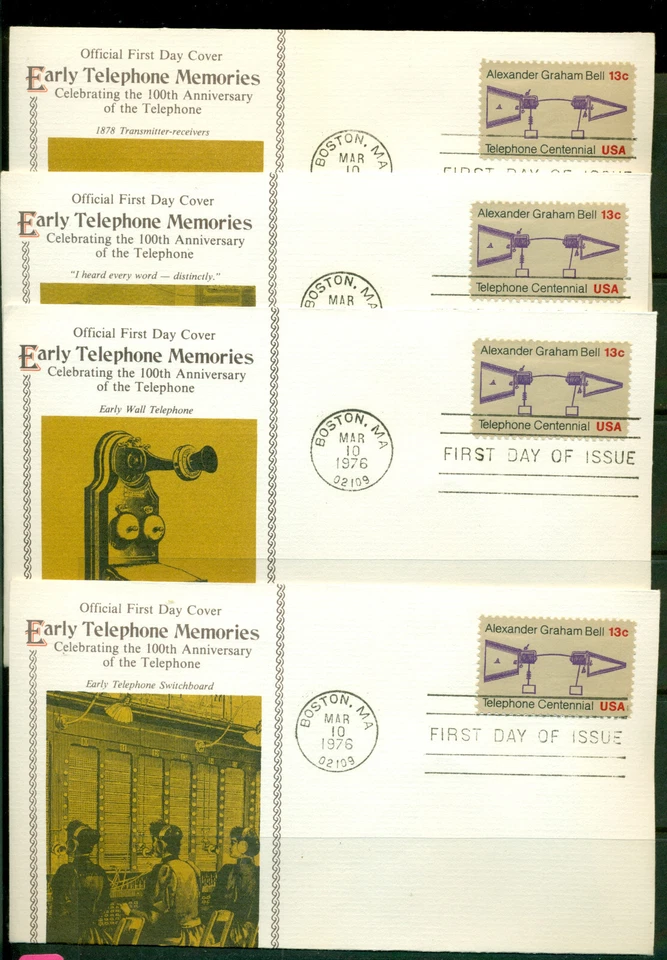 Official First Day Cover
Early Telephone Memories
Celebrating the 100th Anniversary
of the Telephone
1878 Transmitter-receivers
BOSTON, MA
MAR
10
Alexander Graham Bell 13c
Telephone Centennial USA
FIRST DAY OF ISSUE
Official First Day Cover
Early Telephone Memories
Celebrating the 100th Anniversary
of the Telephone
"I heard every word — distinctly."
BOSTON, MA
MAR
Alexander Graham Bell 13c
Telephone Centennial USA
Official First Day Cover
Early Telephone Memories
Celebrating the 100th Anniversary
of the Telephone
Early Wall Telephone
BOSTON, MA
MAR
10
1976
02109
Alexander Graham Bell 13c
Telephone Centennial USA
FIRST DAY OF ISSUE
Official First Day Cover
Early Telephone Memories
Celebrating the 100th Anniversary
of the Telephone
Early Telephone Switchboard
BOSTON, MA
MAR
10
1976
02109
Alexander Graham Bell 13c
Telephone Centennial USA
FIRST DAY OF ISSUE